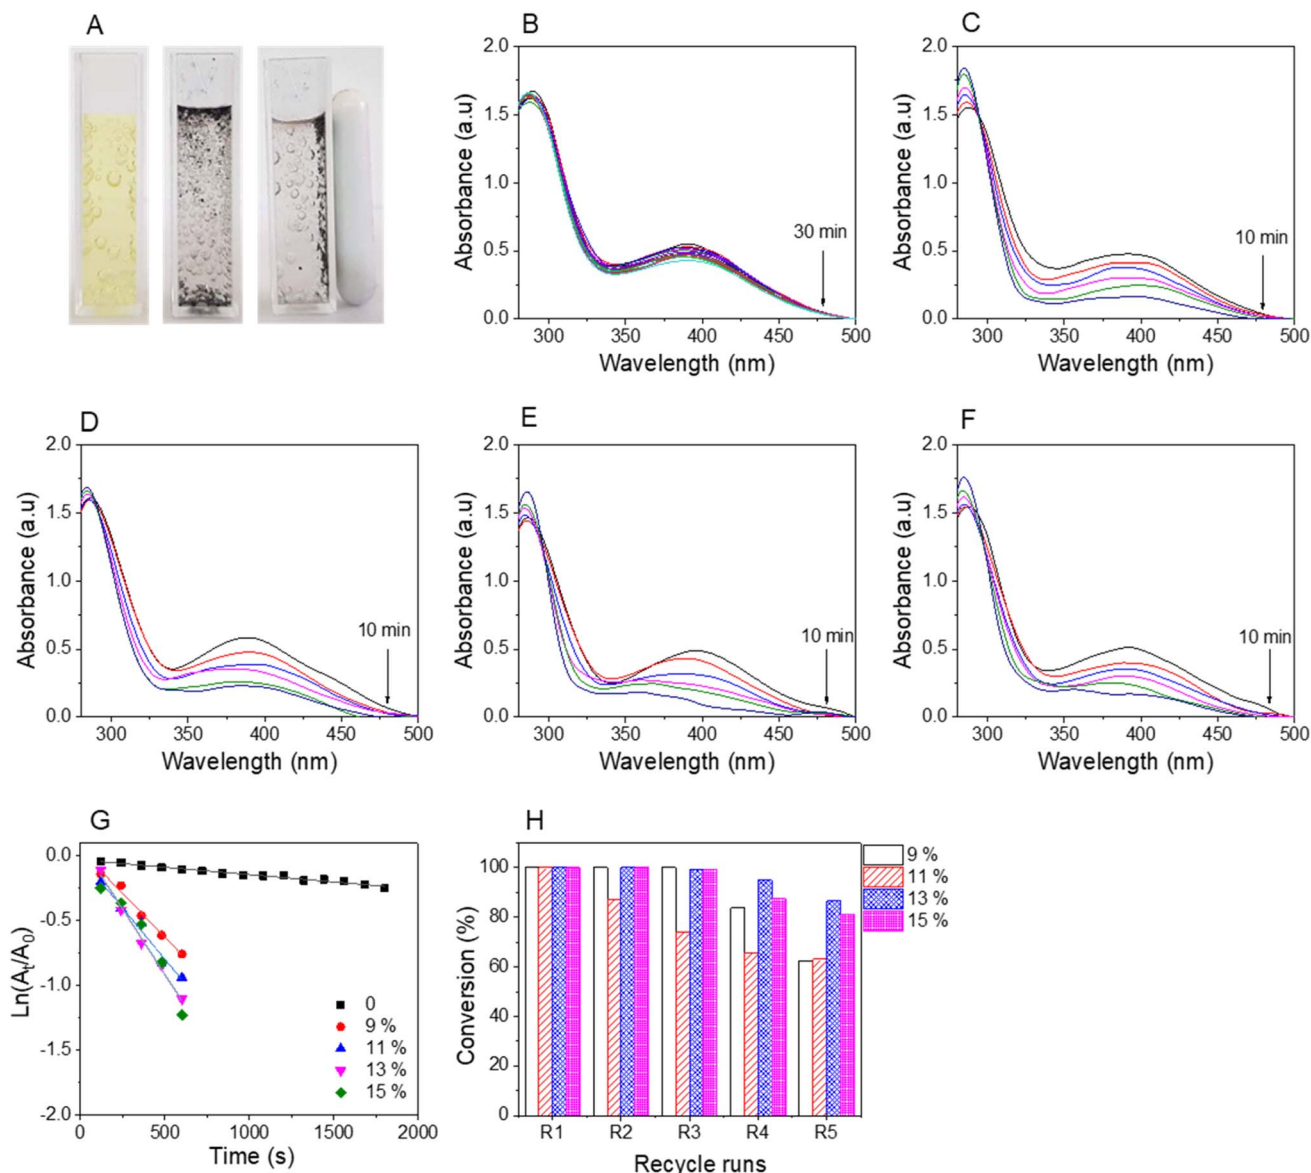 A
B
2.0
1.5
1.0
0.5
0.0
Absorbance (a.u)
30 min
300
350
400
450
500
Wavelength (nm)
C
2.0
1.5
1.0
0.5
0.0
Absorbance (a.u)
10 min
300
350
400
450
500
Wavelength (nm)
D
2.0
1.5
1.0
0.5
0.0
Absorbance (a.u)
10 min
300
350
400
450
500
Wavelength (nm)
E
2.0
1.5
1.0
0.5
0.0
Absorbance (a.u)
10 min
300
350
400
450
500
Wavelength (nm)
F
2.0
1.5
1.0
0.5
0.0
Absorbance (a.u)
10 min
300
350
400
450
500
Wavelength (nm)
G
0.0
-0.5
-1.0
-1.5
-2.0
Ln(At/A0)
0
9 %
11 %
13 %
15 %
0
500
1000
1500
2000
Time (s)
H
100
80
60
40
20
0
Conversion (%)
9 %
11 %
13 %
15 %
R1
R2
R3
R4
R5
Recycle runs